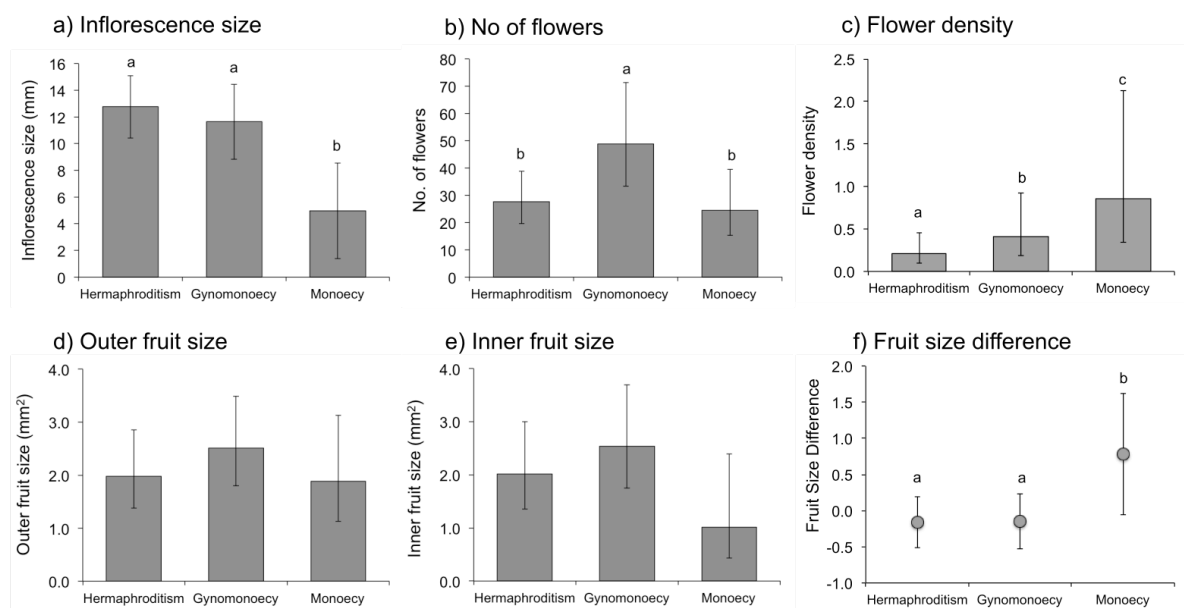 a) Inflorescence size
Inflorescence size (mm)
16
14
12
10
8
6
4
2
0
a
a
b
Hermaphroditism Gynomonoecy Monoecy
b) No of flowers
No. of flowers
80
70
60
50
40
30
20
10
0
b
a
b
Hermaphroditism Gynomonoecy Monoecy
c) Flower density
Flower density
2.5
2.0
1.5
1.0
0.5
0.0
a
b
c
Hermaphroditism Gynomonoecy Monoecy
d) Outer fruit size
Outer fruit size (mm²)
4.0
3.0
2.0
1.0
0.0
Hermaphroditism Gynomonoecy Monoecy
e) Inner fruit size
Inner fruit size (mm²)
4.0
3.0
2.0
1.0
0.0
Hermaphroditism Gynomonoecy Monoecy
f) Fruit size difference
Fruit Size Difference
2.0
1.5
1.0
0.5
0.0
-0.5
-1.0
a
a
b
Hermaphroditism Gynomonoecy Monoecy